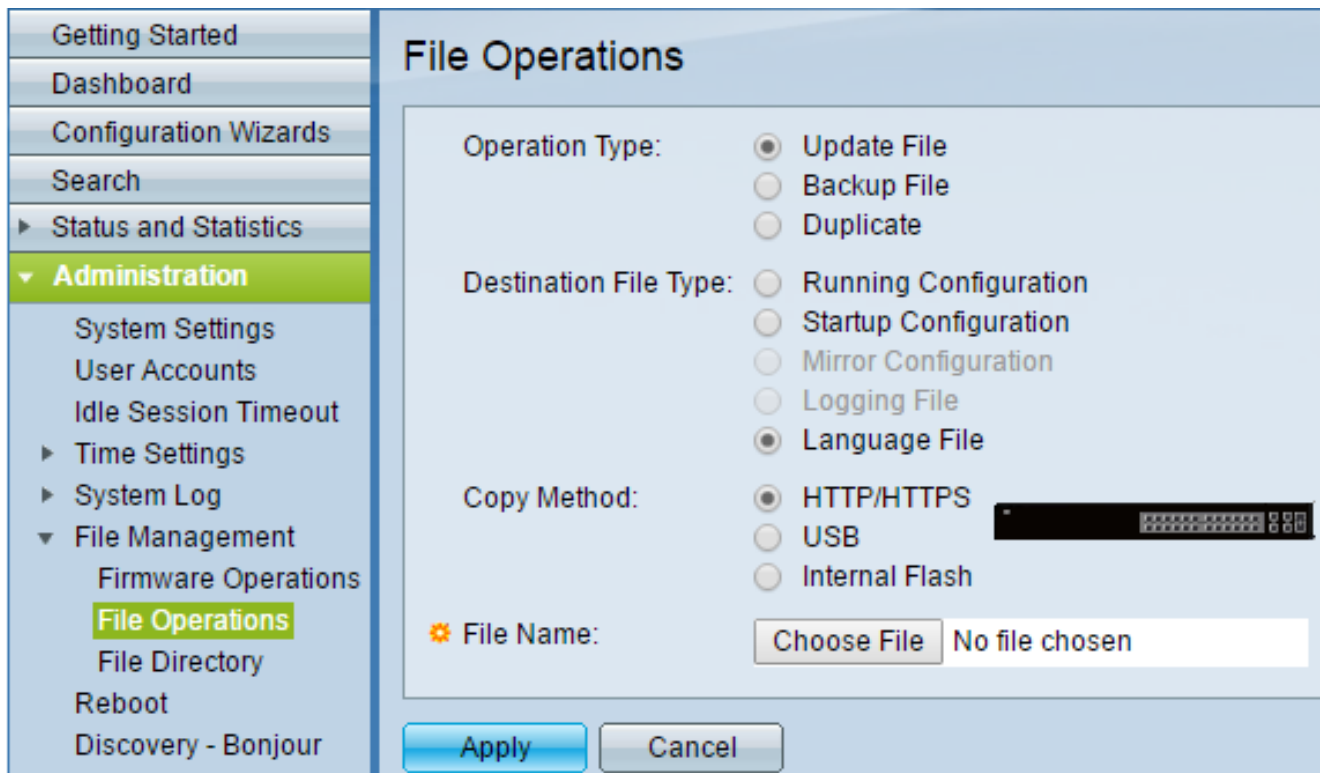 Getting Started
Dashboard
Configuration Wizards
Search
Status and Statistics
Administration
System Settings
User Accounts
Idle Session Timeout
Time Settings
System Log
File Management
Firmware Operations
File Operations
File Directory
Reboot
Discovery - Bonjour
File Operations
Operation Type:
Update File
Backup File
Duplicate
Destination File Type:
Running Configuration
Startup Configuration
Mirror Configuration
Logging File
Language File
Copy Method:
HTTP/HTTPS
USB
Internal Flash
File Name:
Choose File No file chosen
Apply
Cancel